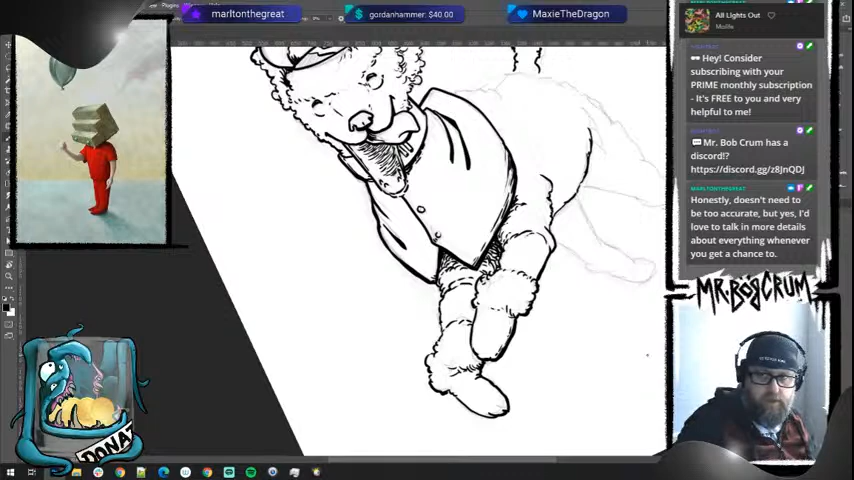 marltonthegreat
gordanhammer: $40.00
MaxieTheDragon
All Lights Out
Hey! Consider
subscribing with your
PRIME monthly subscription
- It's FREE to you and very
helpful to me!
Mr. Bob Crum has a
discord!?
https://discord.gg/z8JnQDJ
MARLTONTHEGREAT
Honestly, doesn't need to
be too accurate, but yes, I'd
love to talk in more details
about everything whenever
you get a chance to.
MR.BOBCRUM
DONAT